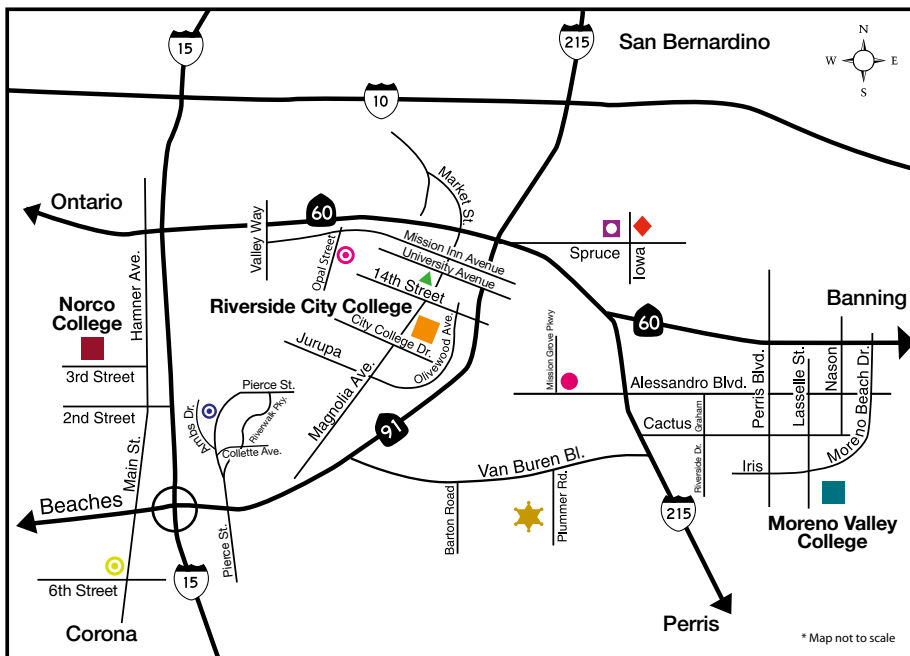 15
215
San Bernardino
N
W E
S
10
Market St.
Ontario
60
Valley Way
Mission Inn Avenue
Spruce
Iowa
Hamner Ave.
Opal Street
University Avenue
14th Street
Norco
College
Riverside City College
Banning
City College Dr.
Olivewood Ave.
60
Jurupa
Mission Grove Pkwy
3rd Street
Magnolia Ave.
Perris Blvd.
Lasselle St.
Nason
Moreno Beach Dr.
Pierce St.
Alessandro Blvd.
2nd Street
Arnbs Dr.
Riverwalk Pky.
Cactus
Graham
91
Collette Ave.
Main St.
Van Buren Bl.
Iris
Riverside Dr.
Beaches
Barton Road
Plummer Rd.
215
Moreno Valley
College
Pierce St.
15
6th Street
Corona
Perris
* Map not to scale